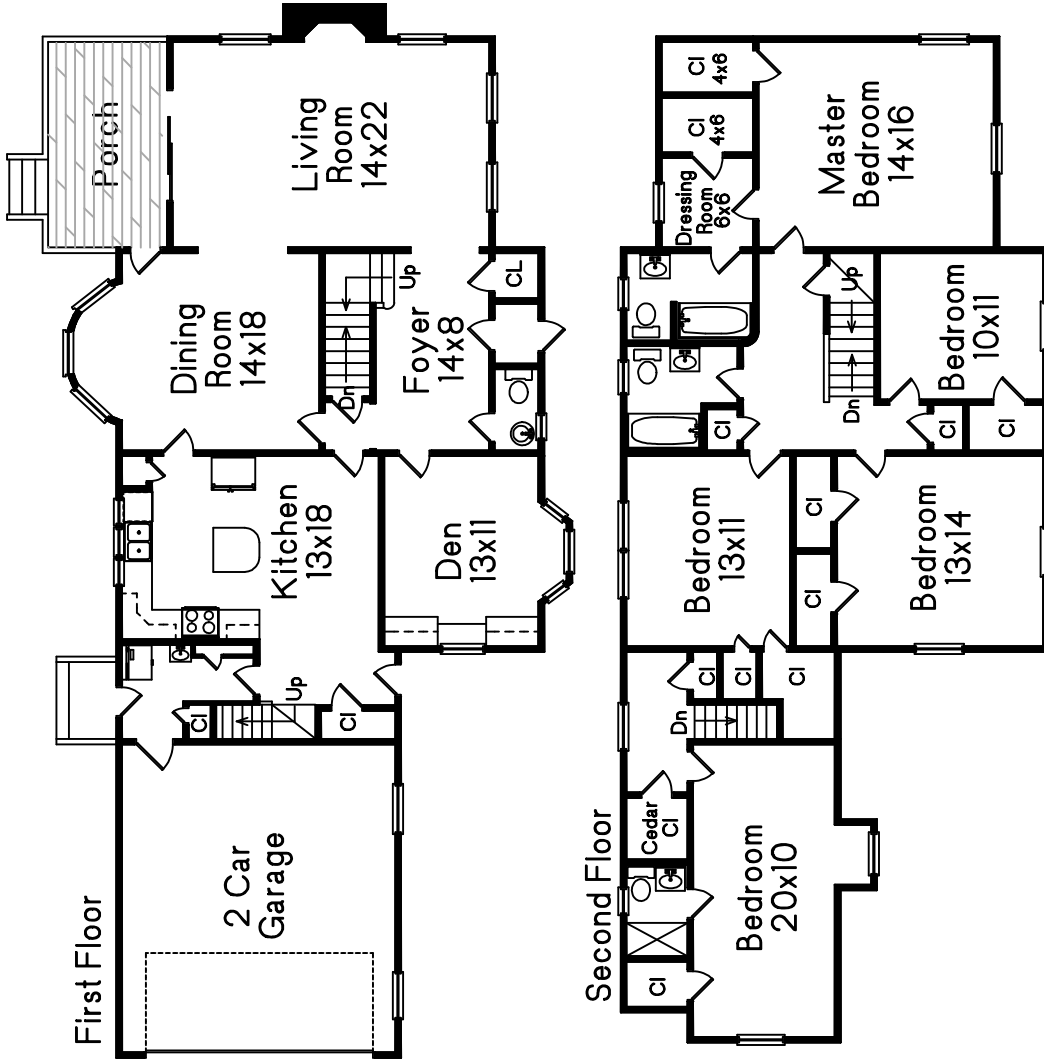 First Floor
Porch
Living
Room
14x22
Dining
Room
14x18
Up
Dn
Foyer
14x8
CL
Kitchen
13x18
Den
13x11
Cl
Up
Cl
2 Car
Garage
Second Floor
Cl
4x6
Cl
4x6
Dressing
Room
6x6
Master
Bedroom
14x16
Up
Dn
Bedroom
10x11
Cl
Cl
Cl
Bedroom
13x11
Cl
Cl
Bedroom
13x14
Cl
Cl
Cl
Dn
Cedar
Cl
Bedroom
20x10
Cl